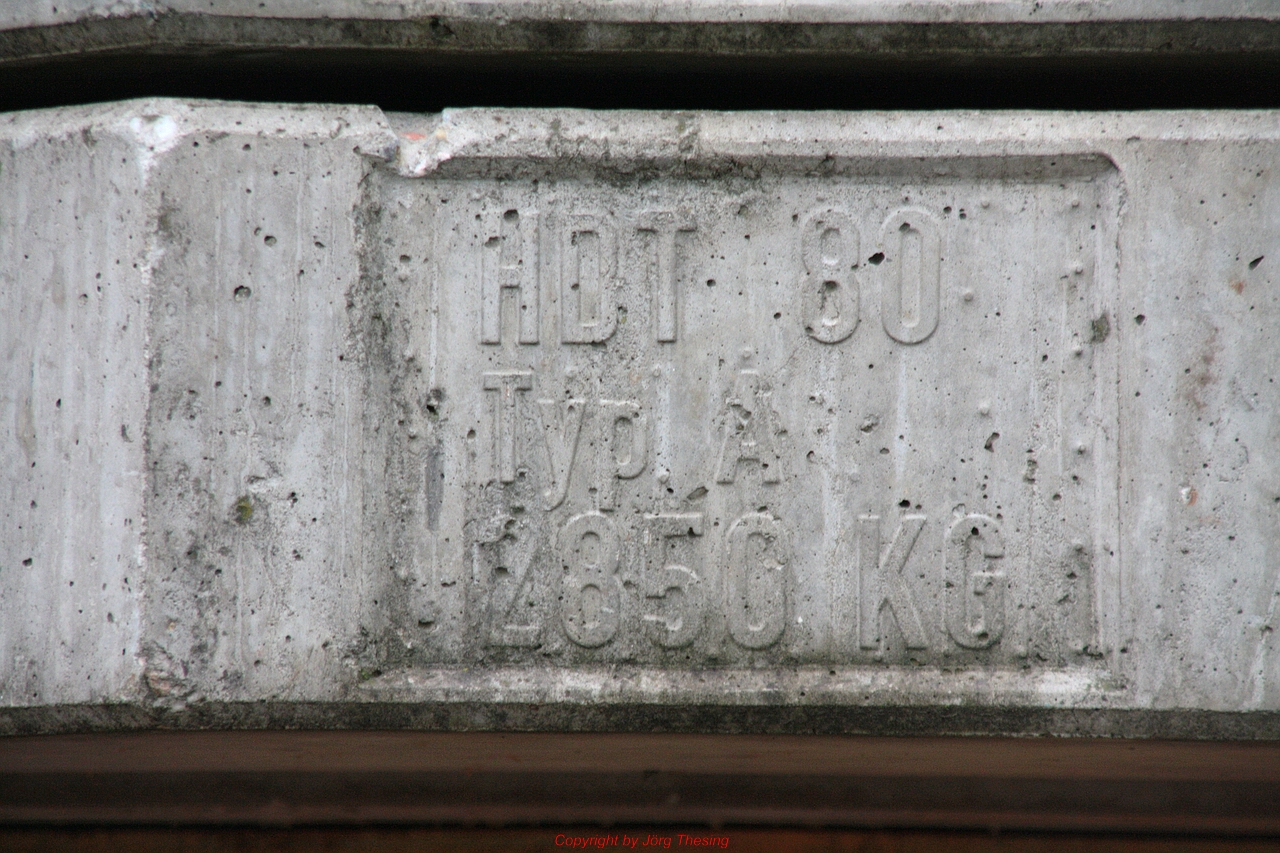 HDT 80
Typ A
2850 KG
Copyright by Jörg Thesing